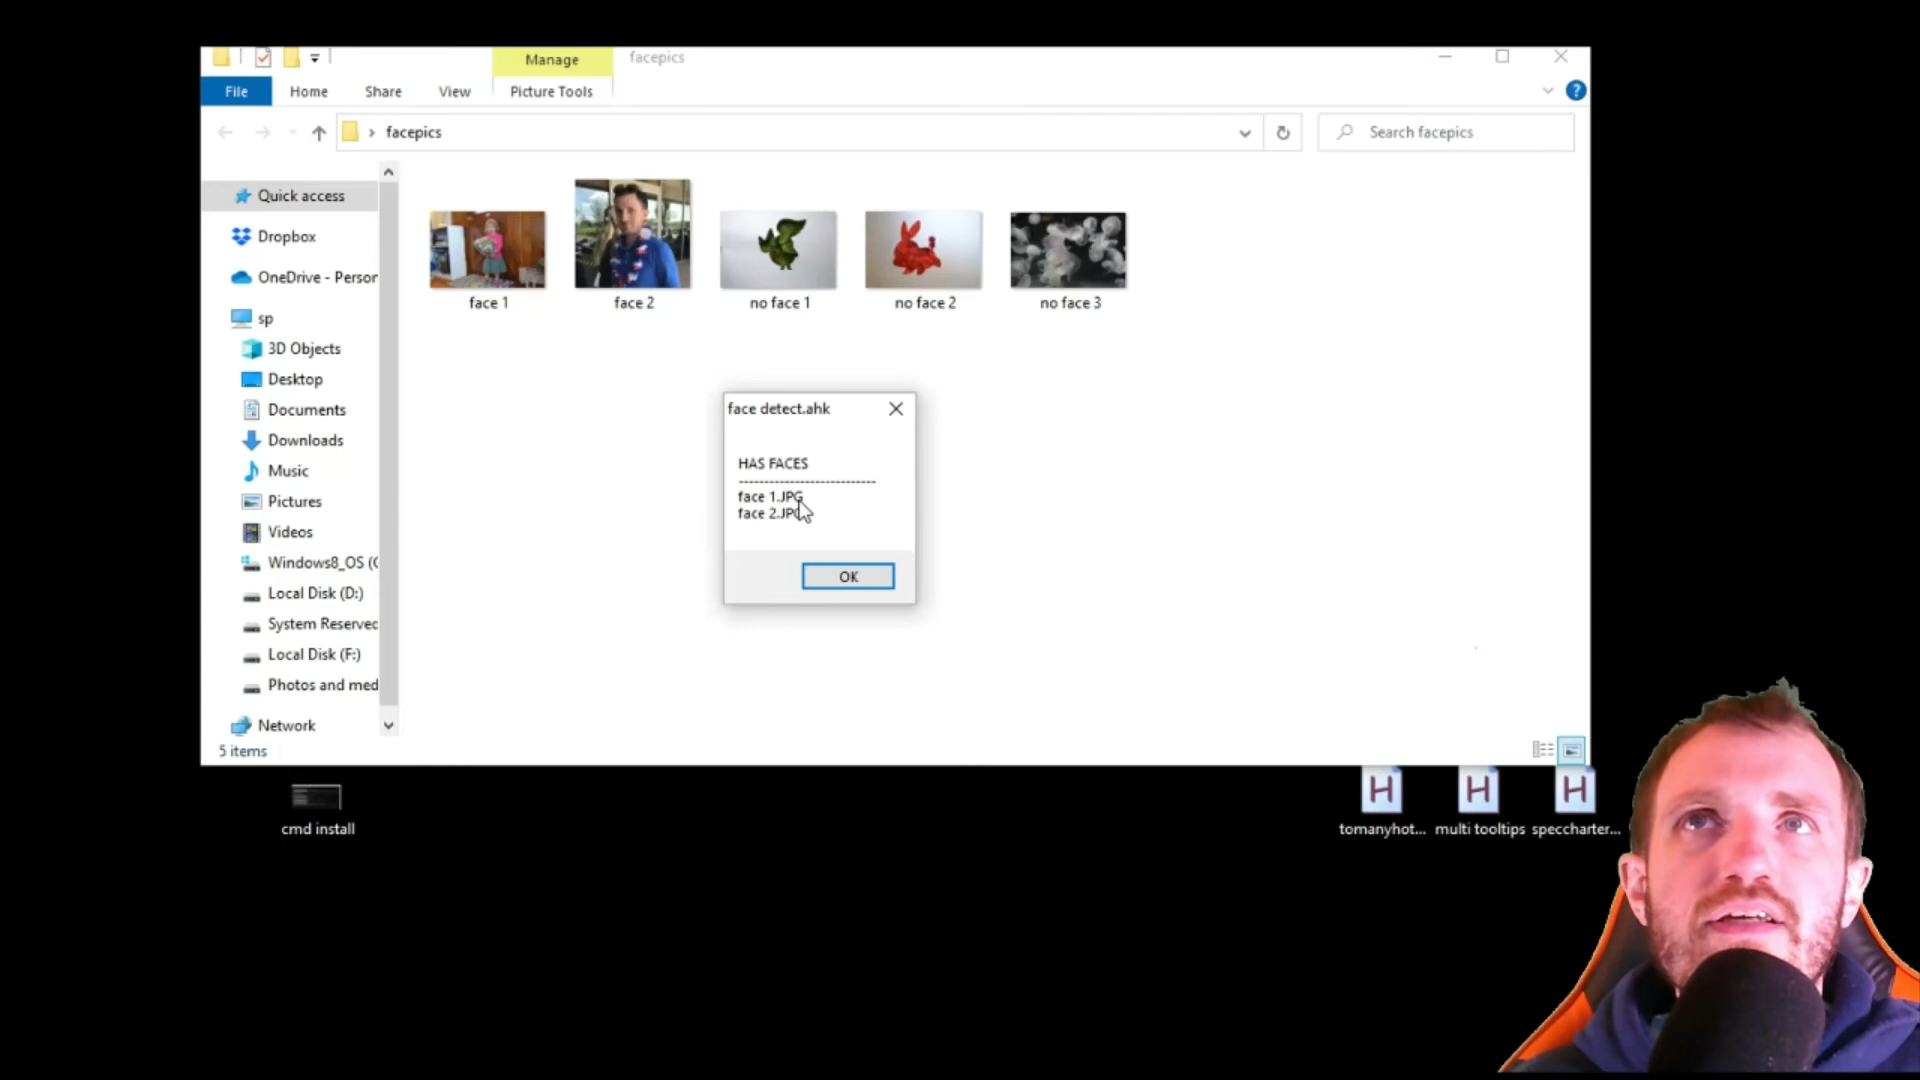 Manage
facepics
File
Home
Share
View
Picture Tools
facepics
Search facepics
Quick access
Dropbox
OneDrive - Person
sp
3D Objects
Desktop
Documents
Downloads
Music
Pictures
Videos
Windows8_OS (C
Local Disk (D:)
System Reserved
Local Disk (F:)
Photos and med
Network
5 items
face 1
face 2
no face 1
no face 2
no face 3
face detect.ahk
HAS FACES
---------------------------
face 1.JPG
face 2.JPG
OK
cmd install
tomanyhot...
multi tooltips
speccharter...